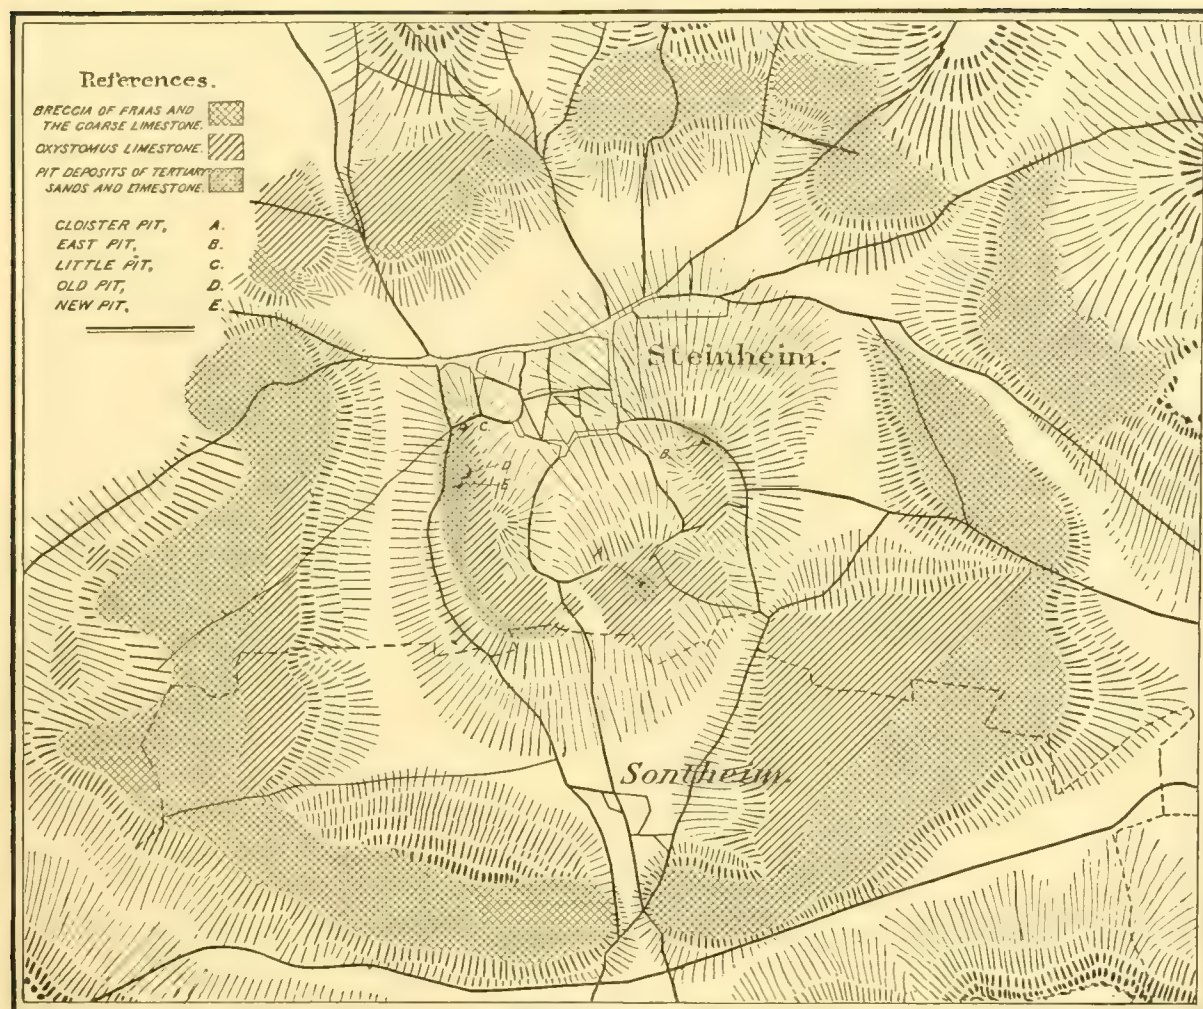 References.
BRECCIA OF FRAAS AND
THE COARSE LIMESTONE.
OXYSTOMUS LIMESTONE.
PIT DEPOSITS OF TERTIARY
SANDS AND LIMESTONE.
CLOISTER PIT, A.
EAST PIT, B.
LITTLE PIT, C.
OLD PIT, D.
NEW PIT, E.
Steinheim.
C.
B
D
E
A
Sontheim.